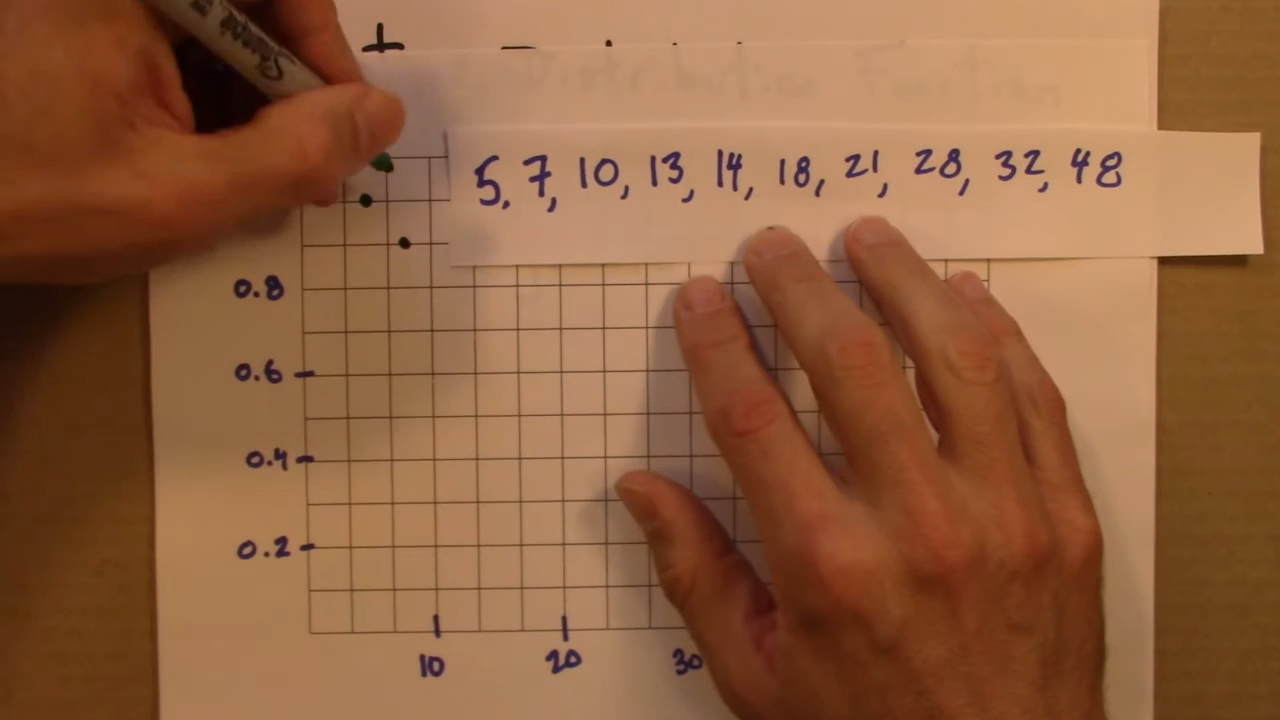 Distribution Function
5, 7, 10, 13, 14, 18, 21, 28, 32, 48
0.8
0.6
0.4
0.2
10 20 30